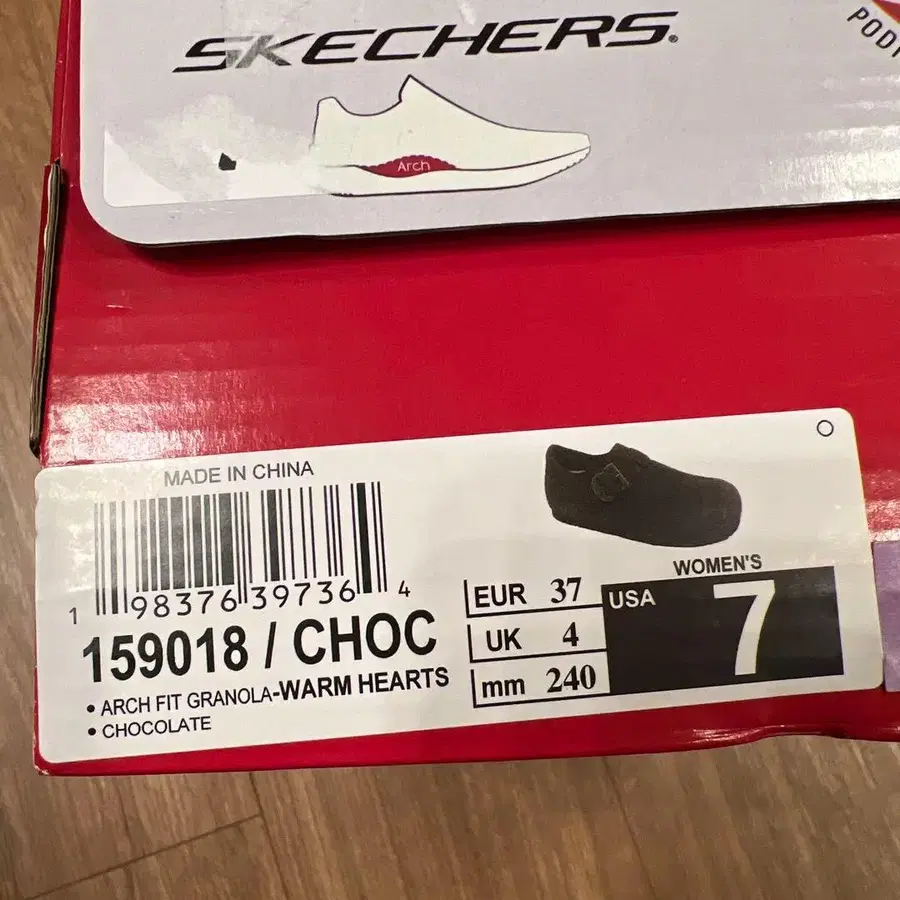 SKECHERS.
Arch
MADE IN CHINA
1 98376 39736 4
159018 / CHOC
• ARCH FIT GRANOLA-WARM HEARTS
• CHOCOLATE
WOMEN'S
EUR 37
UK 4
mm 240
USA 7